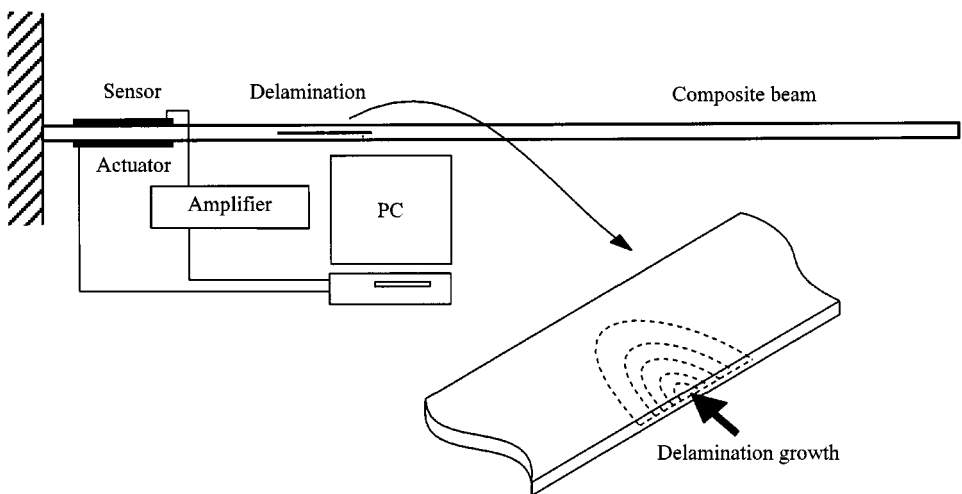 Sensor
Delamination
Composite beam
Actuator
Amplifier
PC
Delamination growth